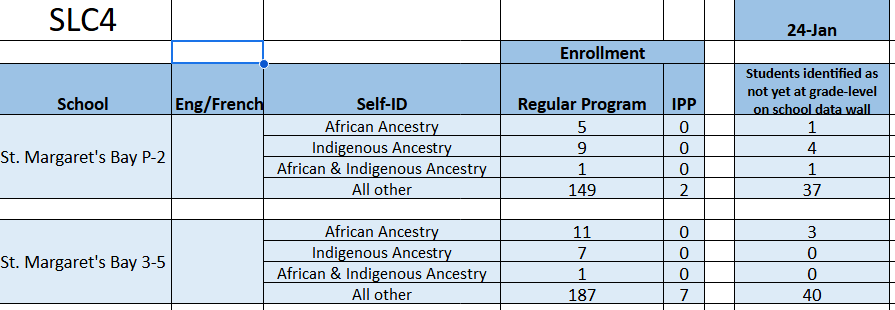 SLC4
24-Jan
Enrollment
School Eng/French Self-ID Regular Program IPP Students identified as
not yet at grade-level
on school data wall
St. Margaret's Bay P-2
African Ancestry 5 0 1
Indigenous Ancestry 9 0 4
African & Indigenous Ancestry 1 0 1
All other 149 2 37
St. Margaret's Bay 3-5
African Ancestry 11 0 3
Indigenous Ancestry 7 0 0
African & Indigenous Ancestry 1 0 0
All other 187 7 40